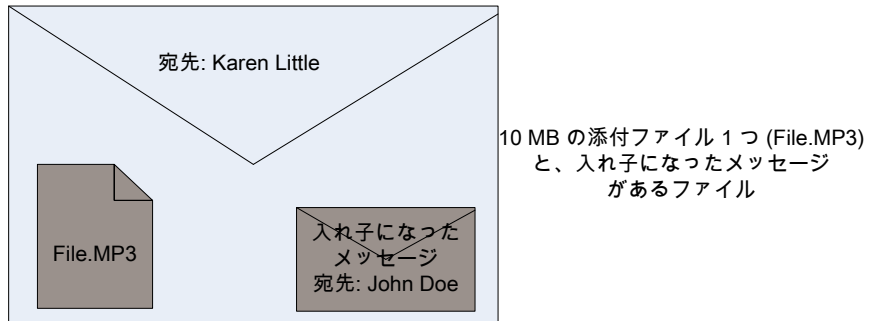 宛先: Karen Little
10 MB の添付ファイル 1 つ (File.MP3)
と、入れ子になったメッセージ
があるファイル
File.MP3
入れ子になった
メッセージ
宛先: John Doe